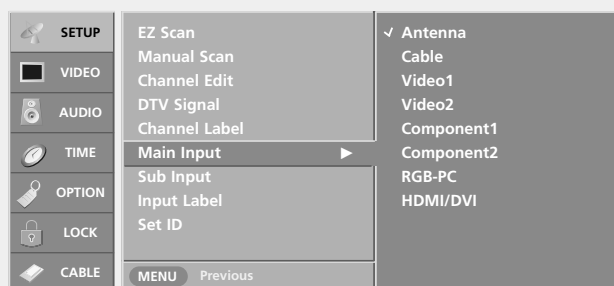 SETUP
VIDEO
AUDIO
TIME
OPTION
LOCK
CABLE
EZ Scan
Manual Scan
Channel Edit
DTV Signal
Channel Label
Main Input ►
Sub Input
Input Label
Set ID
MENU Previous
✓ Antenna
Cable
Video1
Video2
Component1
Component2
RGB-PC
HDMI/DVI